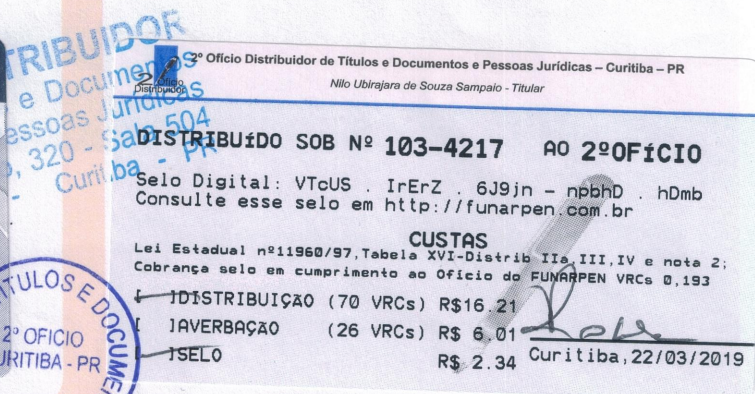 TRIBUIDOR
e Documentos
essoas Jurídicas
, 320 - Sala 504
- Curitiba - PR
2º Ofício
Distribuidor
2º Ofício Distribuidor de Títulos e Documentos e Pessoas Jurídicas – Curitiba – PR
Nilo Ubirajara de Souza Sampaio - Titular
DISTRIBUíDO SOB Nº 103-4217 AO 2ºOFíCIO
Selo Digital: VTcUS . IrErZ . 6J9jn - npbhD . hDmb
Consulte esse selo em http://funarpen.com.br
CUSTAS
Lei Estadual nº11960/97,Tabela XVI-Distrib IIa,III,IV e nota 2;
Cobrança selo em cumprimento ao Ofício do FUNARPEN VRCs 0,193
[ ]DISTRIBUIÇÃO (70 VRCs) R$16.21
[ ]AVERBAÇÃO (26 VRCs) R$ 6.01
[ ]SELO R$ 2.34 Curitiba,22/03/2019
TÍTULOS E DOCUME
2º OFICIO
URITIBA - PR